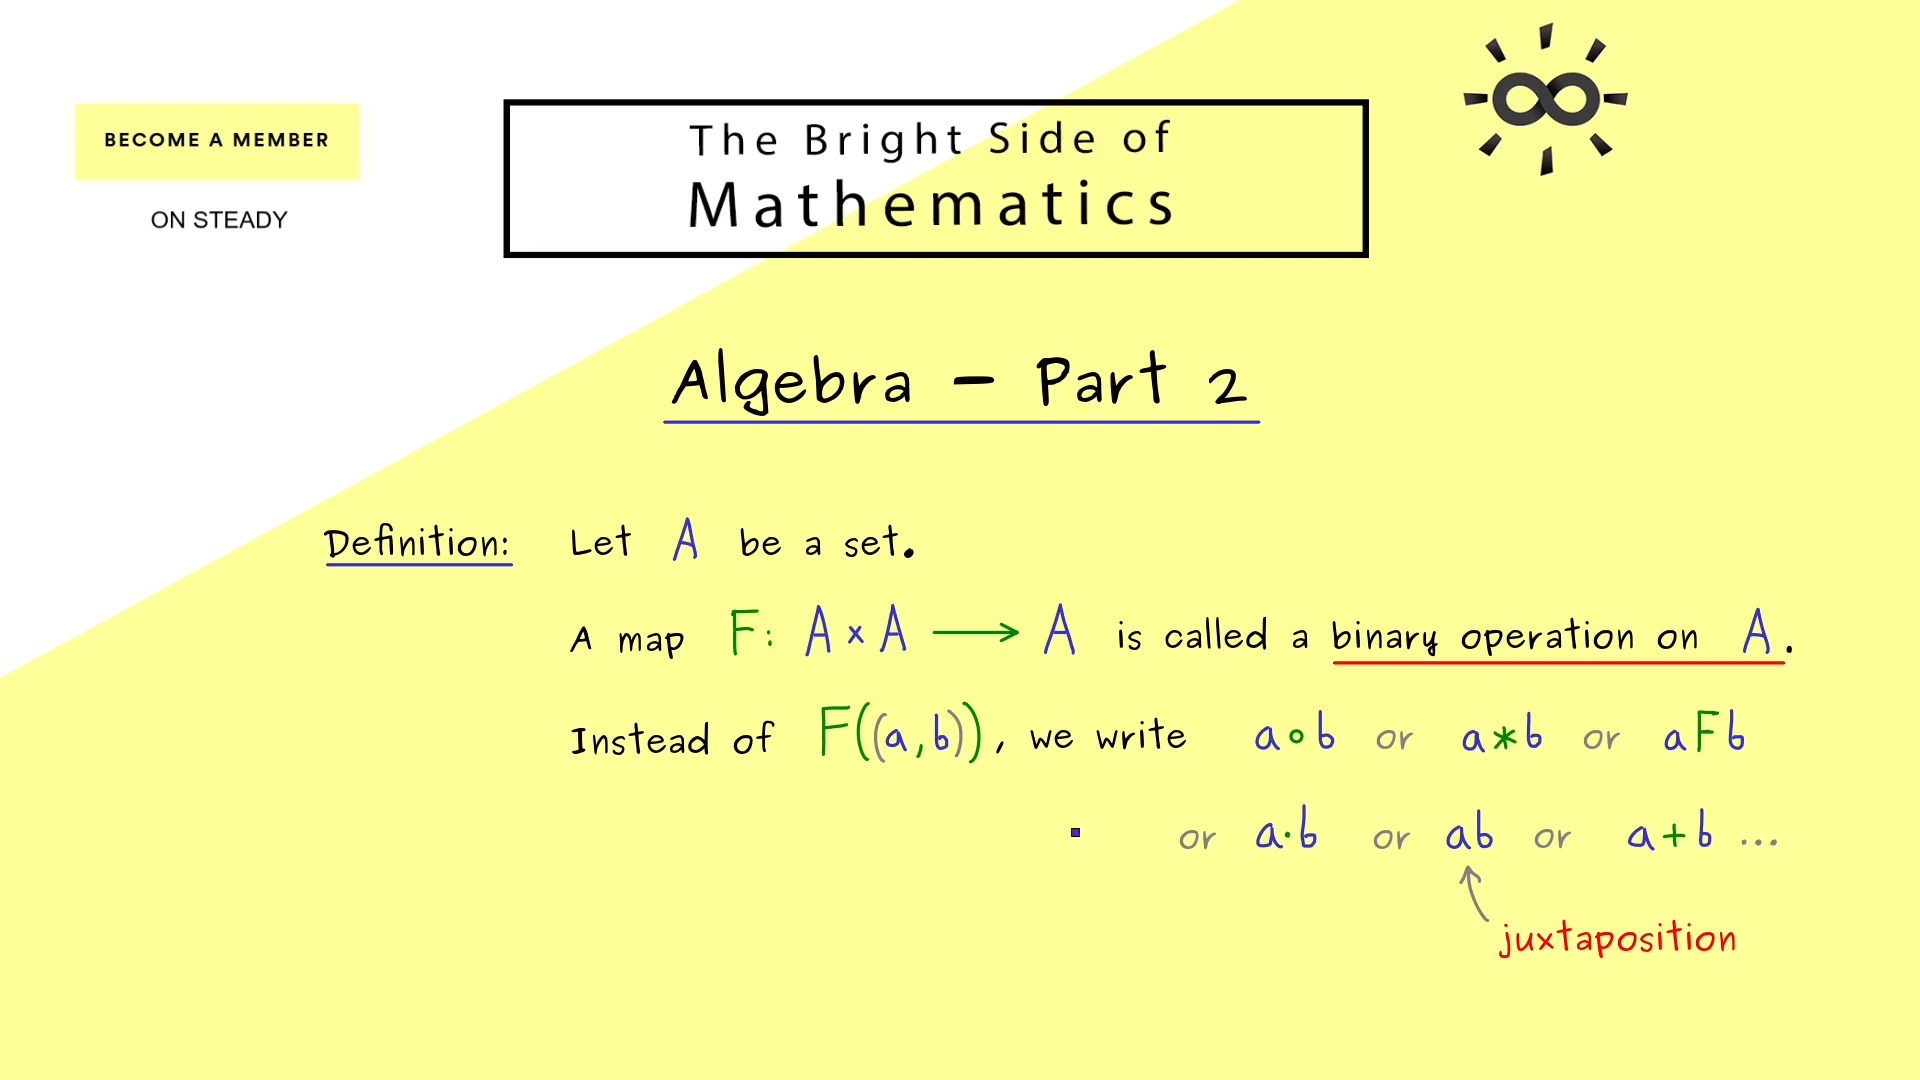 BECOME A MEMBER
ON STEADY
The Bright Side of
Mathematics
Algebra – Part 2
Definition: Let A be a set.
A map F: A × A ⟶ A is called a binary operation on A.
Instead of F((a,b)), we write a∘b or a*b or aFb
or a·b or ab or a+b ...
juxtaposition